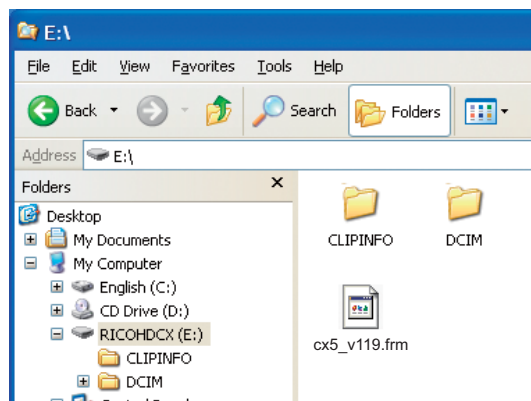 E:\
File Edit View Favorites Tools Help
Back Search Folders
Address E:\
Folders
Desktop
My Documents
My Computer
English (C:)
CD Drive (D:)
RICOHDCX (E:)
CLIPINFO
DCIM
CLIPINFO DCIM
cx5_v119.frm